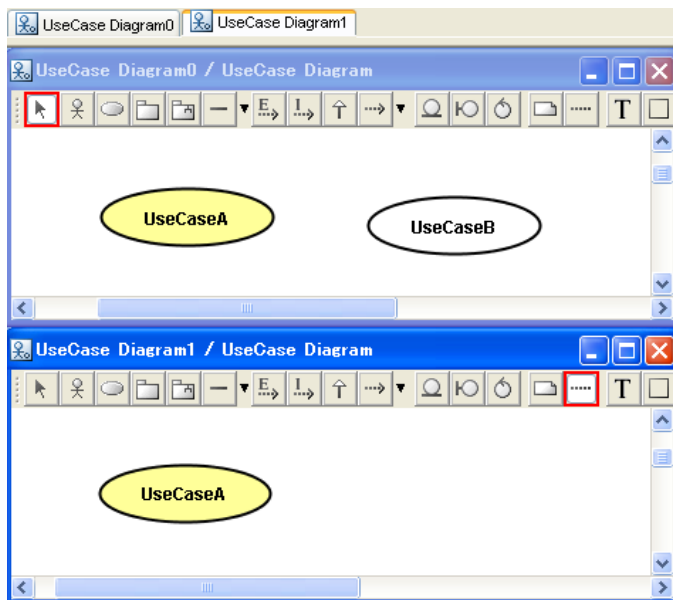 UseCase Diagram0 UseCase Diagram1
UseCase Diagram0 / UseCase Diagram
E I T
UseCaseA UseCaseB
UseCase Diagram1 / UseCase Diagram
E I T
UseCaseA